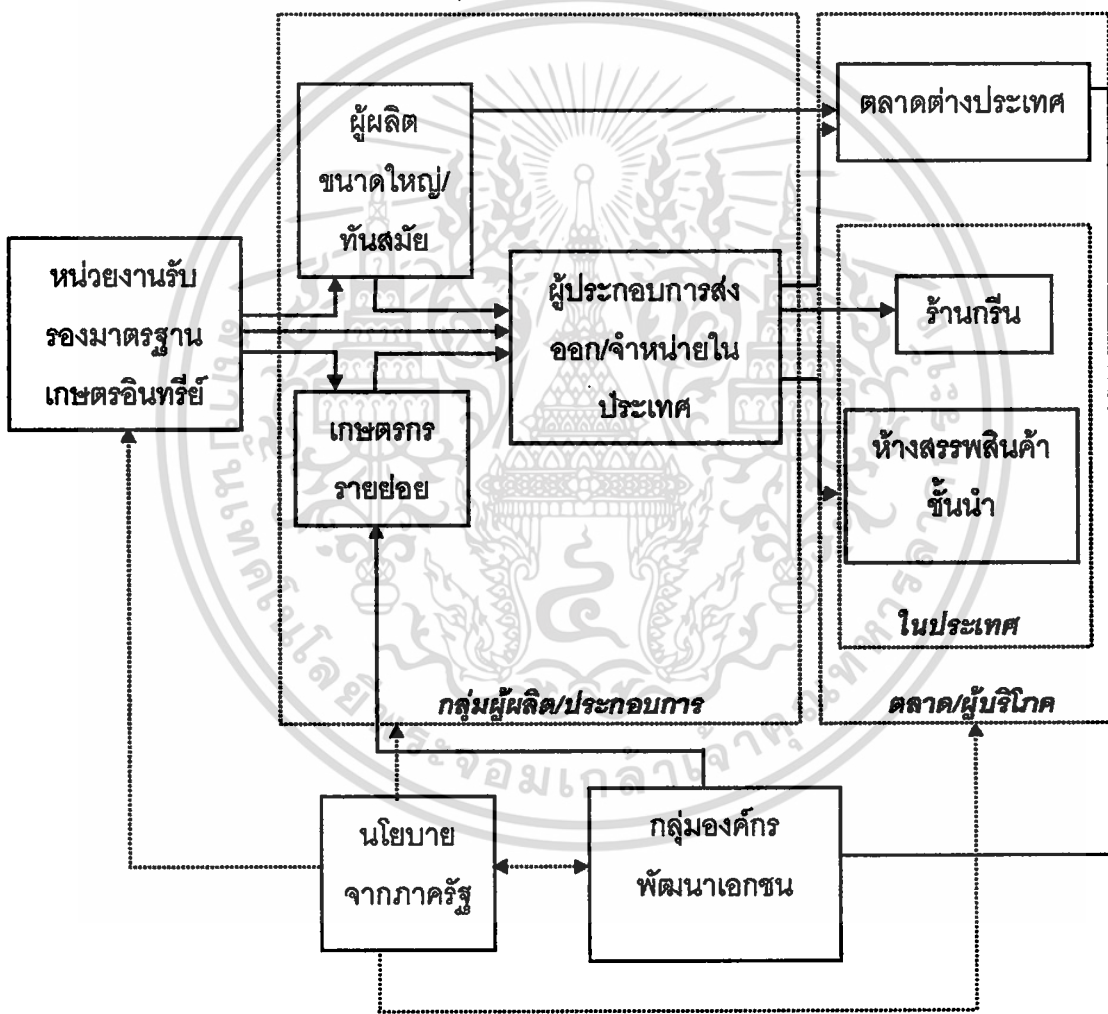 ผู้ผลิต
ขนาดใหญ่/
ทันสมัย
ตลาดต่างประเทศ
หน่วยงานรับ
รองมาตรฐาน
เกษตรอินทรีย์
ผู้ประกอบการส่ง
ออก/จำหน่ายใน
ประเทศ
ร้านกรีน
เกษตรกร
รายย่อย
ห้างสรรพสินค้า
ชั้นนำ
๔
ในประเทศ
กลุ่มผู้ผลิต/ประกอบการ
ตลาด/ผู้บริโภค
นโยบาย
จากภาครัฐ
กลุ่มองค์กร
พัฒนาเอกชน